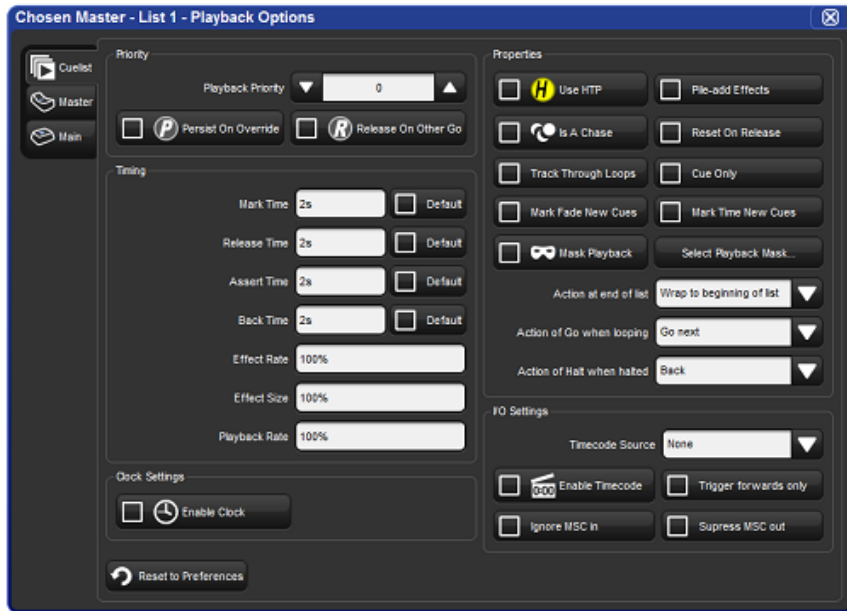 Chosen Master - List 1 - Playback Options
Cuelist
Master
Main
Priority
Playback Priority
0
P Persist On Override
R Release On Other Go
Timing
Mark Time 2s Default
Release Time 2s Default
Assert Time 2s Default
Back Time 2s Default
Effect Rate 100%
Effect Size 100%
Playback Rate 100%
Clock Settings
Enable Clock
Reset to Preferences
Properties
H Use HTP
Pile-add Effects
Is A Chase
Reset On Release
Track Through Loops
Cue Only
Mark Fade New Cues
Mark Time New Cues
Mask Playback
Select Playback Mask...
Action at end of list Wrap to beginning of list
Action of Go when looping Go next
Action of Halt when halted Back
I/O Settings
Timecode Source None
0:00 Enable Timecode
Trigger forwards only
Ignore MSC in
Supress MSC out